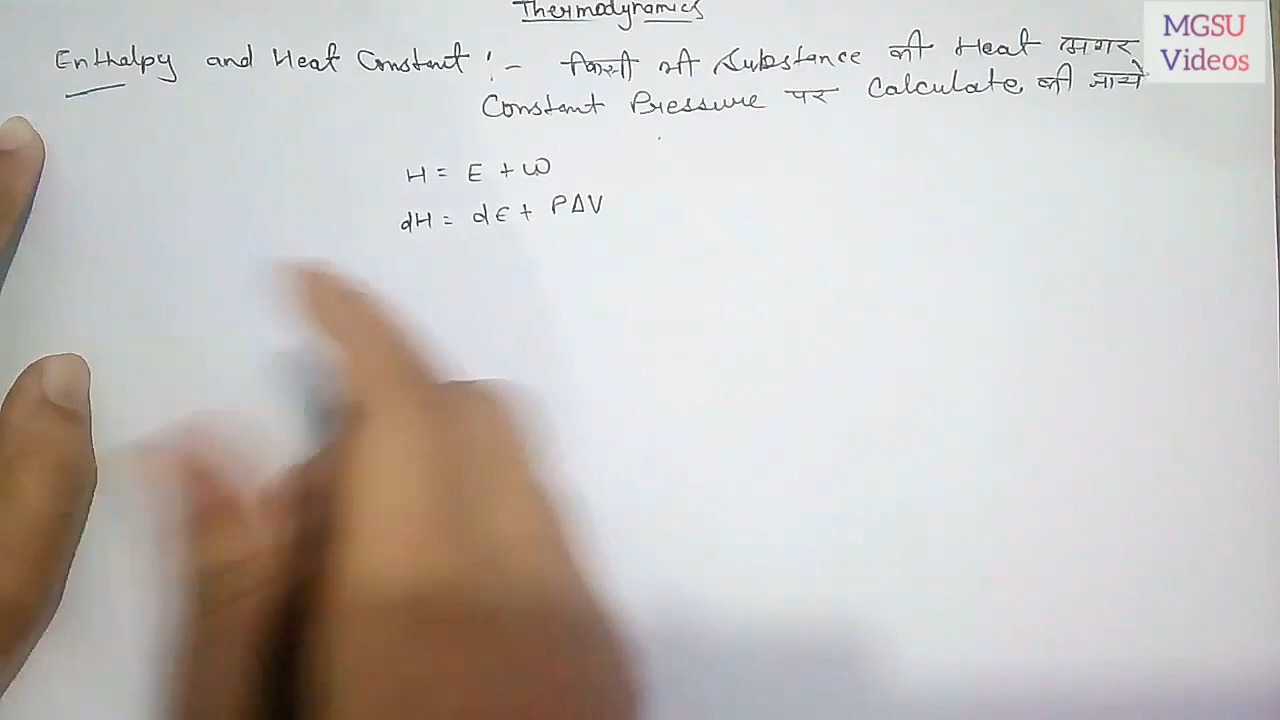 Thermodynamics
MGSU
Videos
Enthalpy and Heat Constant :- किसी भी Substance की Heat अगर
Constant Pressure पर Calculate की जाये
H = E + W
dH = dE + PΔV